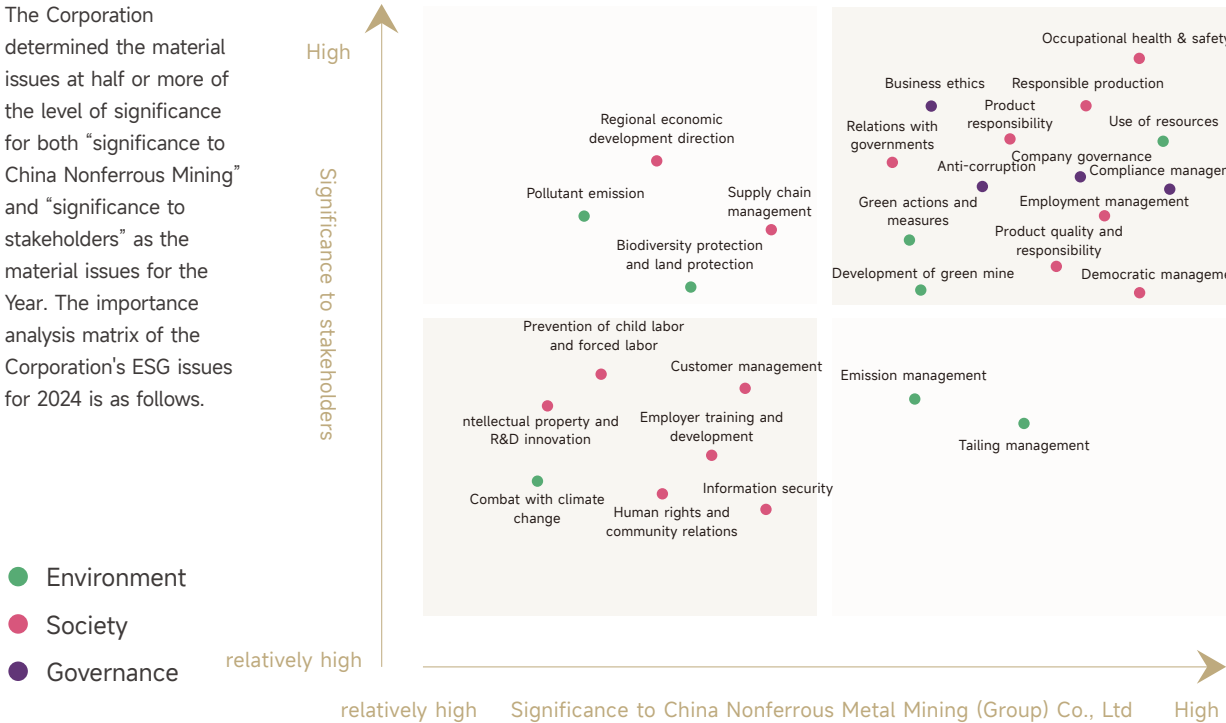 The Corporation
determined the material
issues at half or more of
the level of significance
for both “significance to
China Nonferrous Mining”
and “significance to
stakeholders” as the
material issues for the
Year. The importance
analysis matrix of the
Corporation's ESG issues
for 2024 is as follows.
Environment
Society
Governance
High
Significance to stakeholders
relatively high
Regional economic
development direction
Pollutant emission
Supply chain
management
Biodiversity protection
and land protection
Occupational health & safety
Business ethics
Responsible production
Product
responsibility
Use of resources
Relations with
governments
Company governance
Anti-corruption
Compliance managem
Green actions and
measures
Employment management
Product quality and
responsibility
Development of green mine
Democratic manageme
Prevention of child labor
and forced labor
Customer management
ntellectual property and
R&D innovation
Employer training and
development
Combat with climate
change
Information security
Human rights and
community relations
Emission management
Tailing management
relatively high
Significance to China Nonferrous Metal Mining (Group) Co., Ltd
High